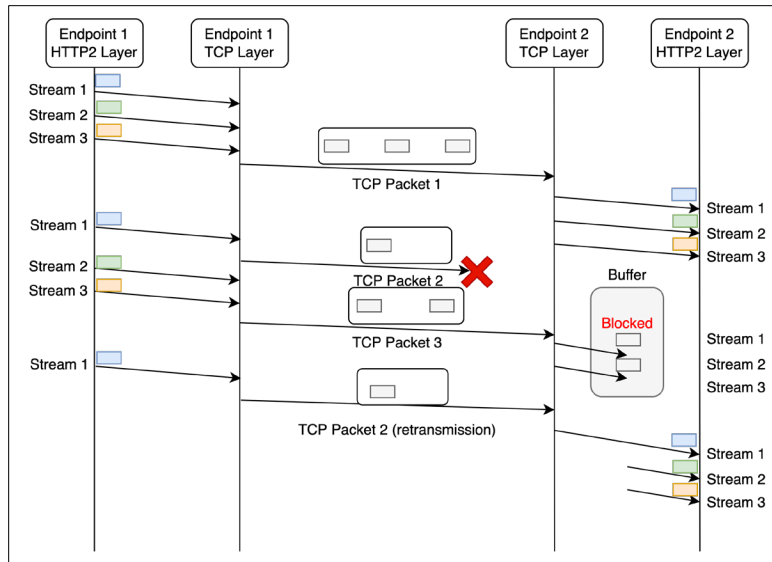 Endpoint 1
HTTP2 Layer
Endpoint 1
TCP Layer
Endpoint 2
TCP Layer
Endpoint 2
HTTP2 Layer
Stream 1
Stream 2
Stream 3
TCP Packet 1
Stream 1
Stream 2
Stream 3
Stream 1
Stream 2
Stream 3
TCP Packet 2
Buffer
Blocked
TCP Packet 3
Stream 1
Stream 2
Stream 3
Stream 1
TCP Packet 2 (retransmission)
Stream 1
Stream 2
Stream 3